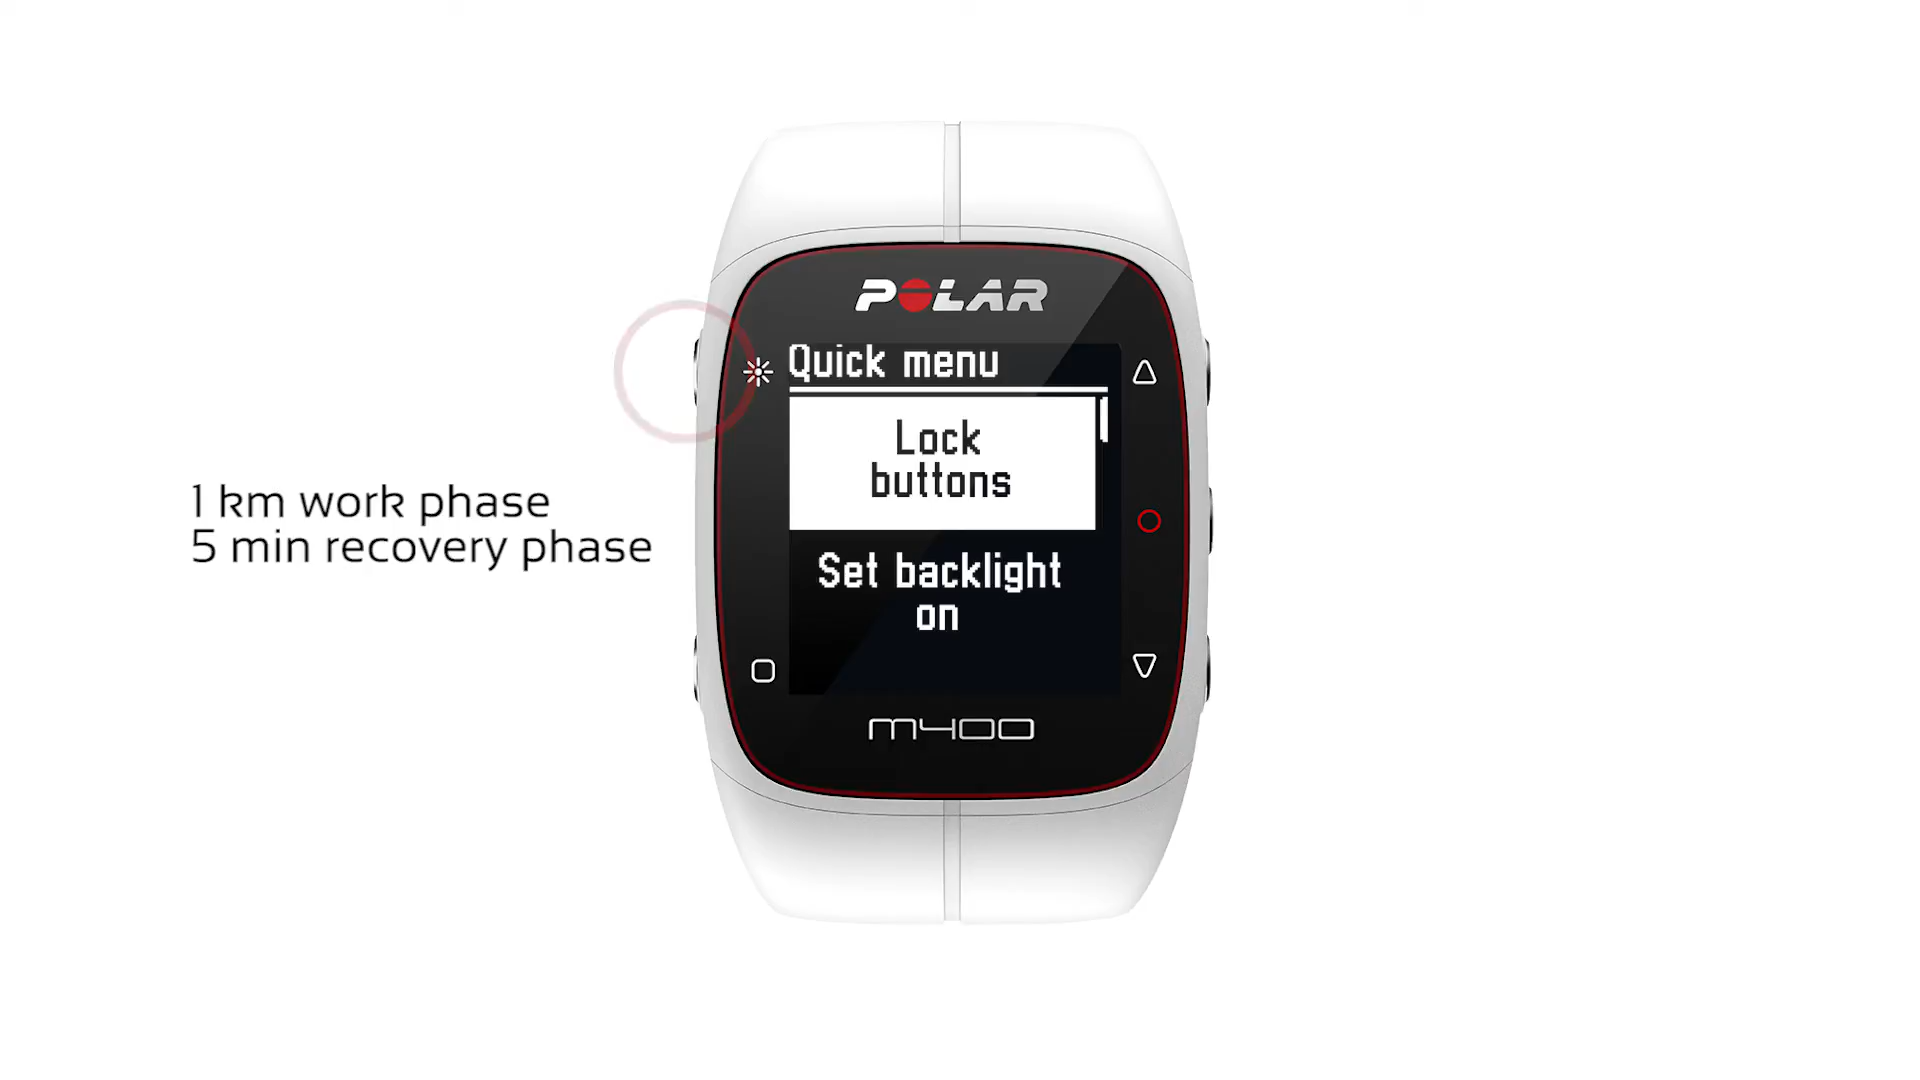 POLAR
Quick menu
Lock
buttons
1 km work phase
5 min recovery phase
Set backlight
on
M400